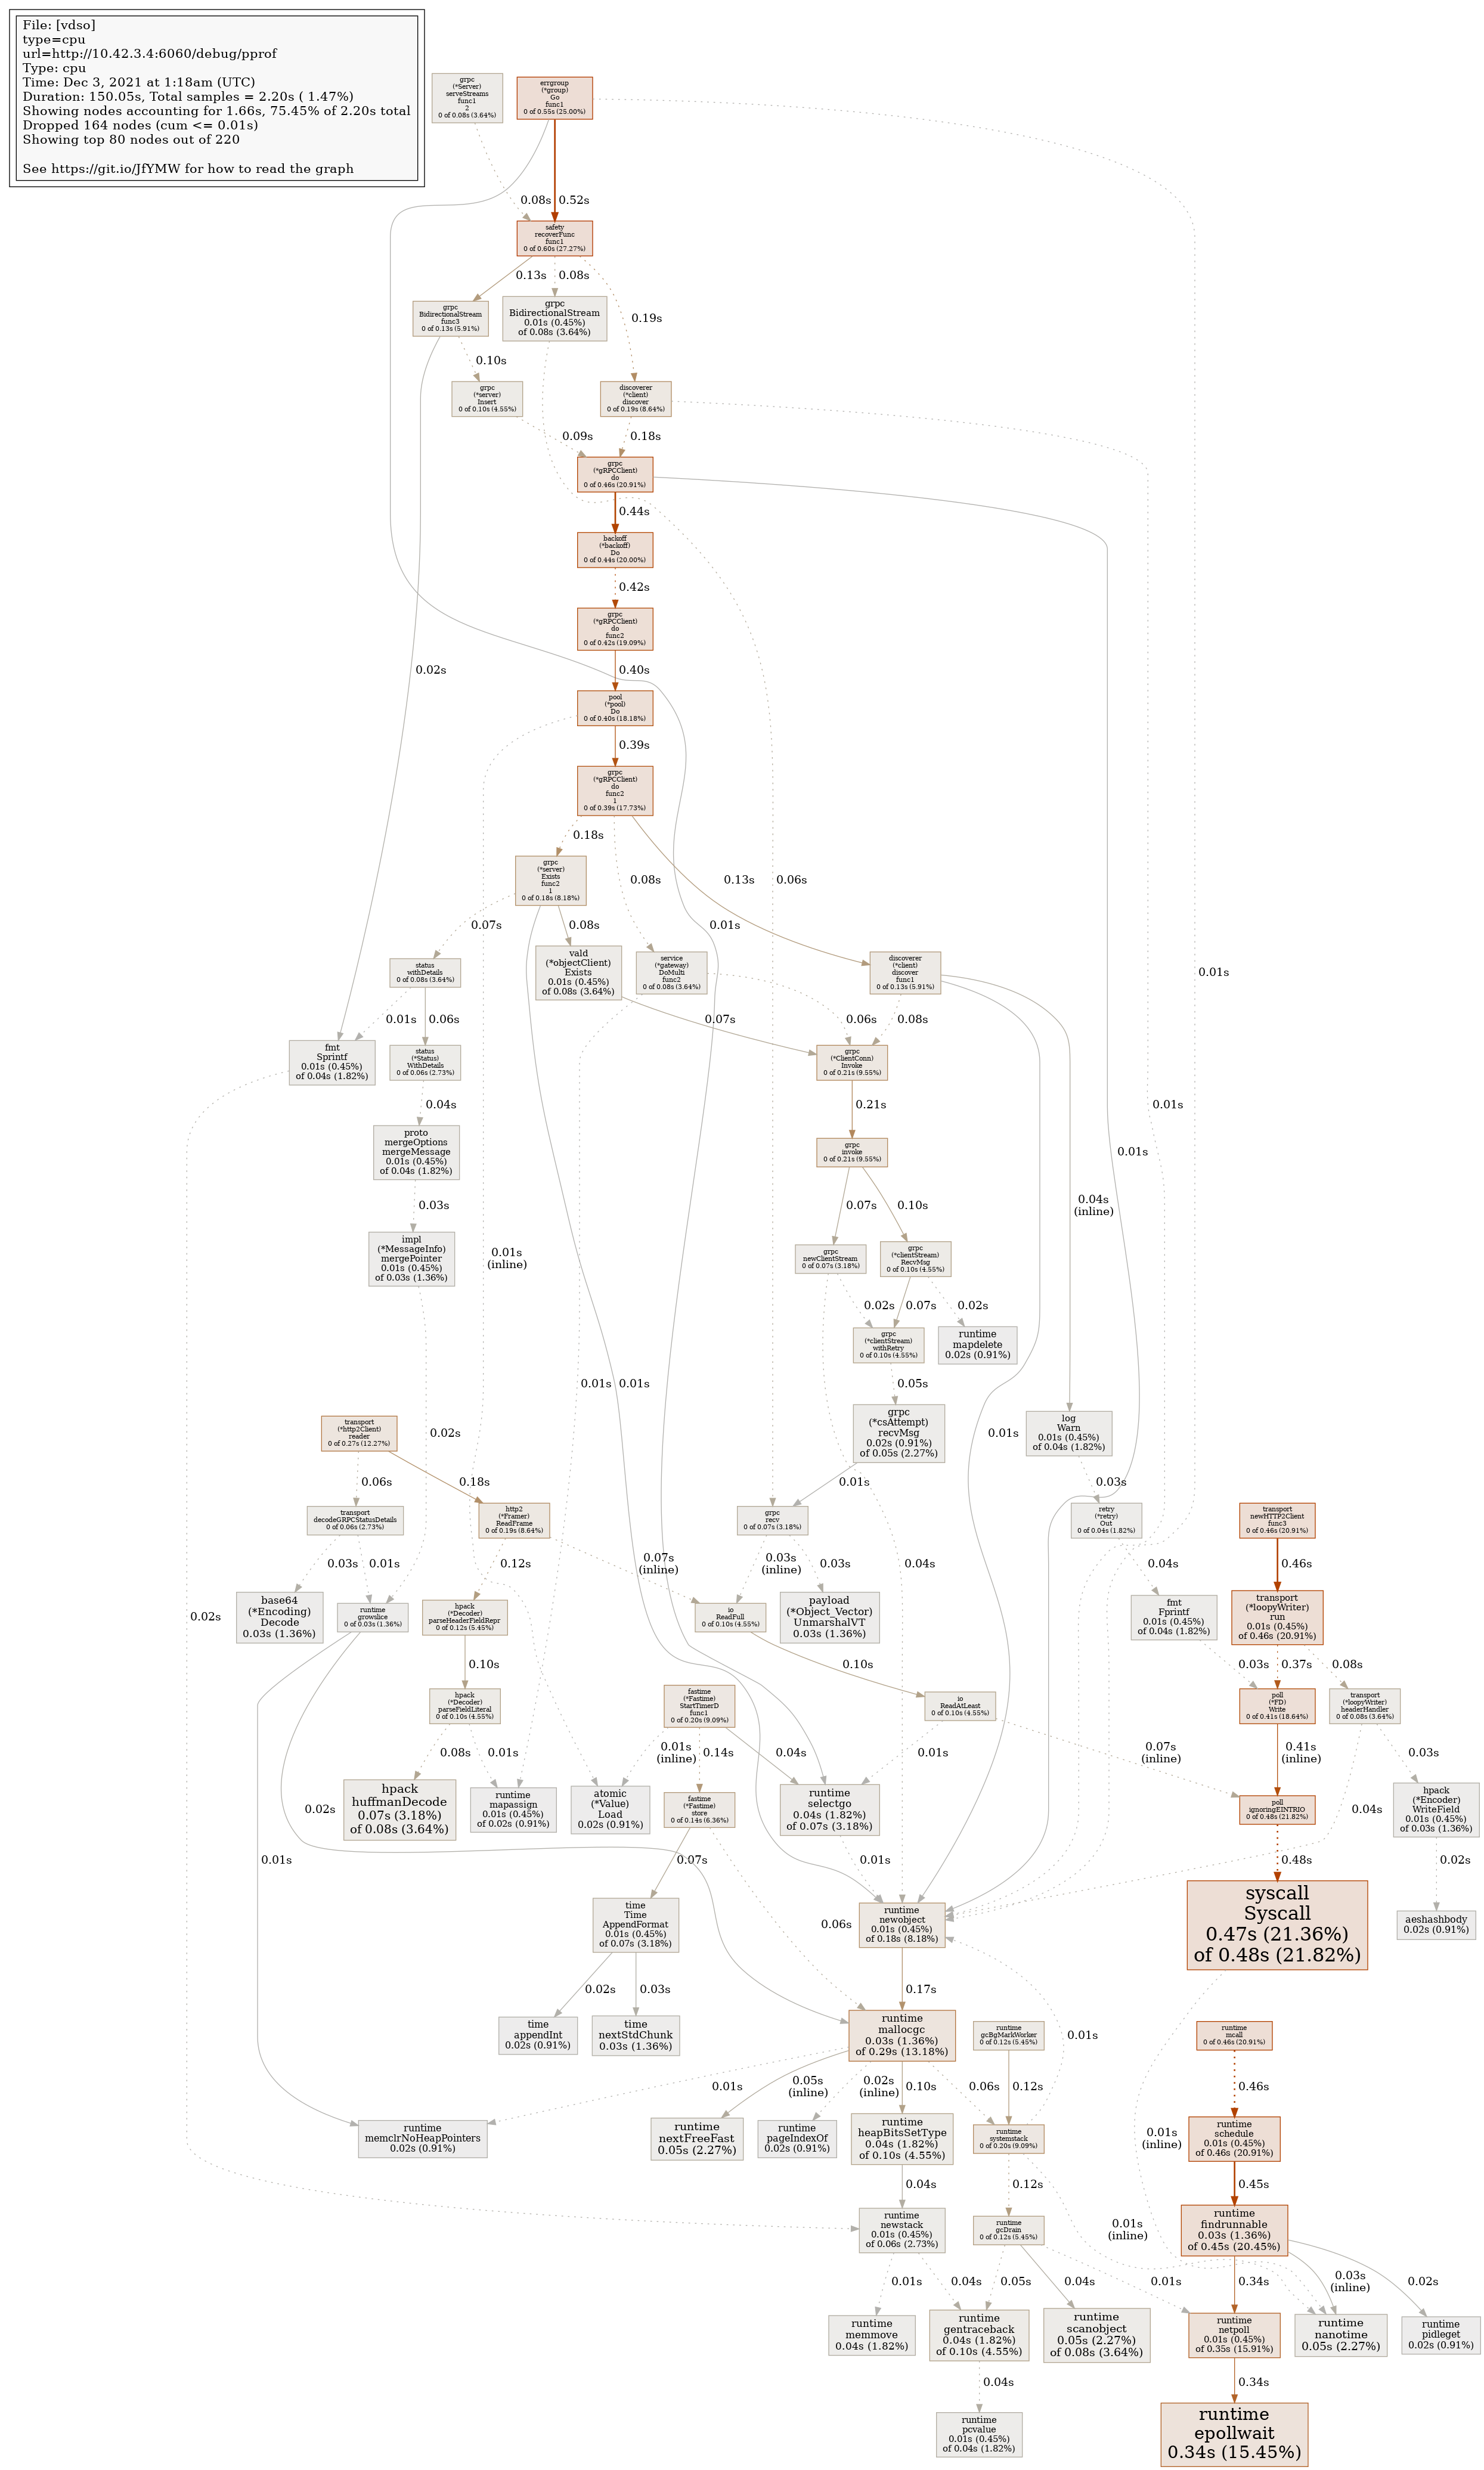 File: [vdso]
type=cpu
url=http://10.42.3.4:6060/debug/pprof
Type: cpu
Time: Dec 3, 2021 at 1:18am (UTC)
Duration: 150.05s, Total samples = 2.20s ( 1.47%)
Showing nodes accounting for 1.66s, 75.45% of 2.20s total
Dropped 164 nodes (cum <= 0.01s)
Showing top 80 nodes out of 220
See https://git.io/JfYMW for how to read the graph
grpc
(*Server)
serveStreams
func1
2
0 of 0.08s (3.64%)
errgroup
(*group)
Go
func1
0 of 0.55s (25.00%)
0.08s
0.52s
safety
recoverFunc
func1
0 of 0.60s (27.27%)
0.13s
0.08s
0.19s
grpc
BidirectionalStream
func3
0 of 0.13s (5.91%)
grpc
BidirectionalStream
0.01s (0.45%)
of 0.08s (3.64%)
0.10s
grpc
(*server)
Insert
0 of 0.10s (4.55%)
discoverer
(*client)
discover
0 of 0.19s (8.64%)
0.09s
0.18s
grpc
(*gRPCClient)
do
0 of 0.46s (20.91%)
0.44s
backoff
(*backoff)
Do
0 of 0.44s (20.00%)
0.42s
grpc
(*gRPCClient)
do
func2
0 of 0.42s (19.09%)
0.02s
0.40s
pool
(*pool)
Do
0 of 0.40s (18.18%)
0.39s
grpc
(*gRPCClient)
do
func2
1
0 of 0.39s (17.73%)
0.18s
0.08s
0.13s
0.06s
grpc
(*server)
Exists
func2
1
0 of 0.18s (8.18%)
0.07s
0.08s
0.01s
0.01s
status
withDetails
0 of 0.08s (3.64%)
vald
(*objectClient)
Exists
0.01s (0.45%)
of 0.08s (3.64%)
service
(*gateway)
DoMulti
func2
0 of 0.08s (3.64%)
discoverer
(*client)
discover
func1
0 of 0.13s (5.91%)
0.01s
0.06s
0.07s
0.06s
0.08s
fmt
Sprintf
0.01s (0.45%)
of 0.04s (1.82%)
status
(*Status)
WithDetails
0 of 0.06s (2.73%)
grpc
(*ClientConn)
Invoke
0 of 0.21s (9.55%)
0.04s
0.21s
0.01s
0.01s
proto
mergeOptions
mergeMessage
0.01s (0.45%)
of 0.04s (1.82%)
grpc
invoke
0 of 0.21s (9.55%)
0.03s
0.07s
0.10s
0.04s
(inline)
impl
(*MessageInfo)
mergePointer
0.01s (0.45%)
of 0.03s (1.36%)
0.01s
(inline)
grpc
newClientStream
0 of 0.07s (3.18%)
grpc
(*clientStream)
RecvMsg
0 of 0.10s (4.55%)
0.02s
0.07s
0.02s
grpc
(*clientStream)
withRetry
0 of 0.10s (4.55%)
runtime
mapdelete
0.02s (0.91%)
0.01s
0.01s
0.05s
transport
(*http2Client)
reader
0 of 0.27s (12.27%)
0.02s
grpc
(*csAttempt)
recvMsg
0.02s (0.91%)
of 0.05s (2.27%)
0.01s
log
Warn
0.01s (0.45%)
of 0.04s (1.82%)
0.06s
0.18s
0.01s
0.03s
transport
decodeGRPCStatusDetails
0 of 0.06s (2.73%)
http2
(*Framer)
ReadFrame
0 of 0.19s (8.64%)
grpc
recv
0 of 0.07s (3.18%)
retry
(*retry)
Out
0 of 0.04s (1.82%)
transport
newHTTP2Client
func3
0 of 0.46s (20.91%)
0.03s
0.01s
0.12s
0.07s
(inline)
0.03s
(inline)
0.03s
0.04s
0.04s
0.46s
0.02s
base64
(*Encoding)
Decode
0.03s (1.36%)
runtime
growslice
0 of 0.03s (1.36%)
hpack
(*Decoder)
parseHeaderFieldRepr
0 of 0.12s (5.45%)
io
ReadFull
0 of 0.10s (4.55%)
payload
(*Object_Vector)
UnmarshalVT
0.03s (1.36%)
fmt
Fprintf
0.01s (0.45%)
of 0.04s (1.82%)
transport
(*loopyWriter)
run
0.01s (0.45%)
of 0.46s (20.91%)
0.10s
0.10s
0.03s
0.37s
0.08s
hpack
(*Decoder)
parseFieldLiteral
0 of 0.10s (4.55%)
fastime
(*Fastime)
StartTimerD
func1
0 of 0.20s (9.09%)
io
ReadAtLeast
0 of 0.10s (4.55%)
poll
(*FD)
Write
0 of 0.41s (18.64%)
transport
(*loopyWriter)
headerHandler
0 of 0.08s (3.64%)
0.08s
0.01s
0.01s
(inline)
0.14s
0.04s
0.01s
0.07s
(inline)
0.41s
(inline)
0.03s
hpack
huffmanDecode
0.07s (3.18%)
of 0.08s (3.64%)
runtime
mapassign
0.01s (0.45%)
of 0.02s (0.91%)
atomic
(*Value)
Load
0.02s (0.91%)
fastime
(*Fastime)
store
0 of 0.14s (6.36%)
runtime
selectgo
0.04s (1.82%)
of 0.07s (3.18%)
poll
ignoringEINTRIO
0 of 0.48s (21.82%)
hpack
(*Encoder)
WriteField
0.01s (0.45%)
of 0.03s (1.36%)
0.02s
0.04s
0.01s
0.07s
0.01s
0.48s
0.02s
time
Time
AppendFormat
0.01s (0.45%)
of 0.07s (3.18%)
0.06s
runtime
newobject
0.01s (0.45%)
of 0.18s (8.18%)
syscall
Syscall
0.47s (21.36%)
of 0.48s (21.82%)
aeshashbody
0.02s (0.91%)
0.02s
0.03s
0.17s
time
appendInt
0.02s (0.91%)
time
nextStdChunk
0.03s (1.36%)
runtime
mallocgc
0.03s (1.36%)
of 0.29s (13.18%)
runtime
gcBgMarkWorker
0 of 0.12s (5.45%)
0.01s
runtime
mcall
0 of 0.46s (20.91%)
0.01s
0.05s
(inline)
0.02s
(inline)
0.10s
0.06s
0.12s
0.46s
runtime
memclrNoHeapPointers
0.02s (0.91%)
runtime
nextFreeFast
0.05s (2.27%)
runtime
pageIndexOf
0.02s (0.91%)
runtime
heapBitsSetType
0.04s (1.82%)
of 0.10s (4.55%)
runtime
systemstack
0 of 0.20s (9.09%)
0.01s
(inline)
runtime
schedule
0.01s (0.45%)
of 0.46s (20.91%)
0.04s
0.12s
0.45s
runtime
newstack
0.01s (0.45%)
of 0.06s (2.73%)
runtime
gcDrain
0 of 0.12s (5.45%)
0.01s
(inline)
runtime
findrunnable
0.03s (1.36%)
of 0.45s (20.45%)
0.01s
0.04s
0.05s
0.04s
0.01s
0.34s
0.03s
(inline)
0.02s
runtime
memmove
0.04s (1.82%)
runtime
gentraceback
0.04s (1.82%)
of 0.10s (4.55%)
runtime
scanobject
0.05s (2.27%)
of 0.08s (3.64%)
runtime
netpoll
0.01s (0.45%)
of 0.35s (15.91%)
runtime
nanotime
0.05s (2.27%)
runtime
pidleget
0.02s (0.91%)
0.04s
0.34s
runtime
pcvalue
0.01s (0.45%)
of 0.04s (1.82%)
runtime
epollwait
0.34s (15.45%)